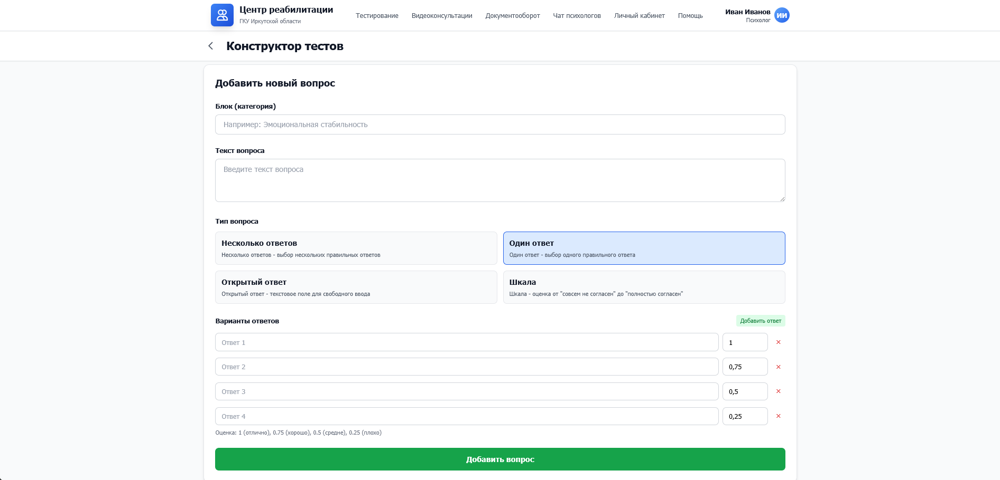 Центр реабилитации
ГКУ Иркутской области
Тестирование Видеоконсультации Документооборот Чат психологов Личный кабинет Помощь
Иван Иванов
Психолог
ИИ
Конструктор тестов
Добавить новый вопрос
Блок (категория)
Например: Эмоциональная стабильность
Текст вопроса
Введите текст вопроса
Тип вопроса
Несколько ответов
Несколько ответов - выбор нескольких правильных ответов
Один ответ
Один ответ - выбор одного правильного ответа
Открытый ответ
Открытый ответ - текстовое поле для свободного ввода
Шкала
Шкала - оценка от "совсем не согласен" до "полностью согласен"
Варианты ответов Добавить ответ
Ответ 1 1 ×
Ответ 2 0,75 ×
Ответ 3 0,5 ×
Ответ 4 0,25 ×
Оценка: 1 (отлично), 0.75 (хорошо), 0.5 (средне), 0.25 (плохо)
Добавить вопрос